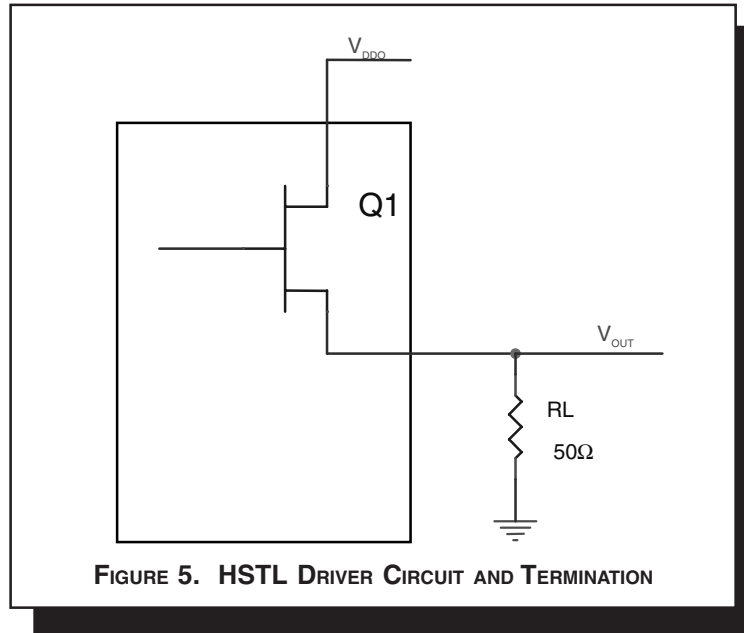 V_DDO
Q1
V_OUT
RL
50Ω
FIGURE 5. HSTL DRIVER CIRCUIT AND TERMINATION